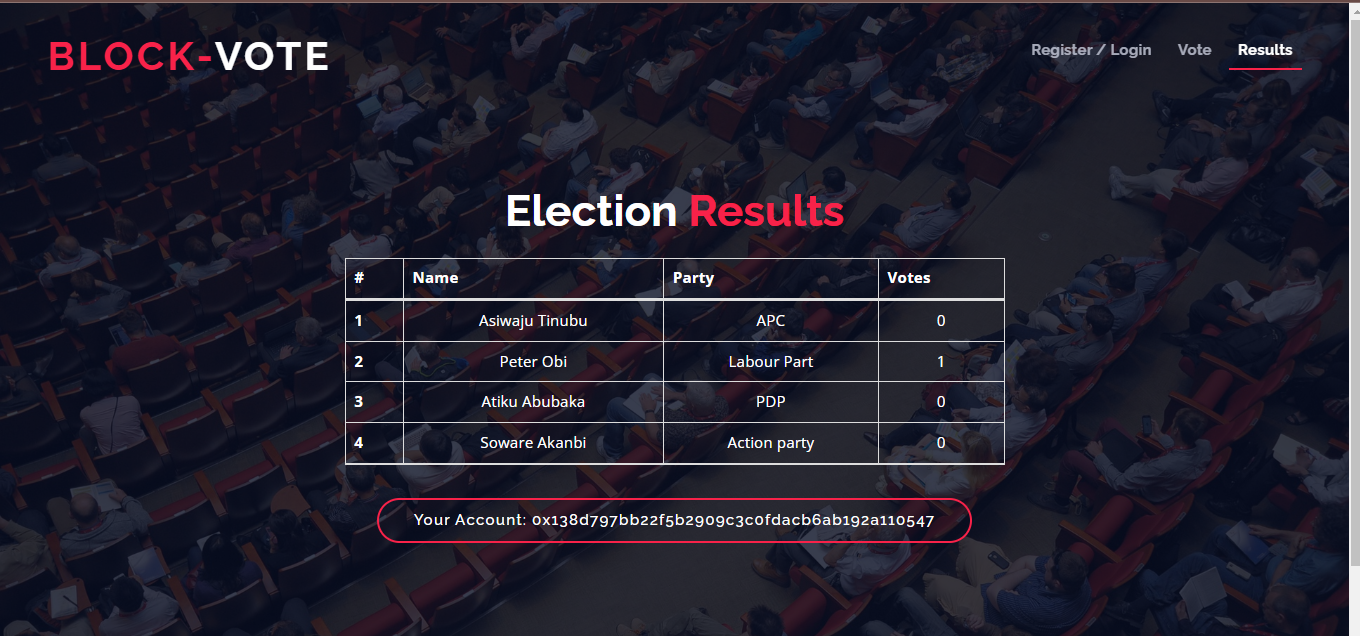 BLOCK-VOTE
Register / Login Vote Results
Election Results
# Name Party Votes
1 Asiwaju Tinubu APC 0
2 Peter Obi Labour Part 1
3 Atiku Abubaka PDP 0
4 Soware Akanbi Action party 0
Your Account: 0x138d797bb22f5b2909c3c0fdacb6ab192a110547